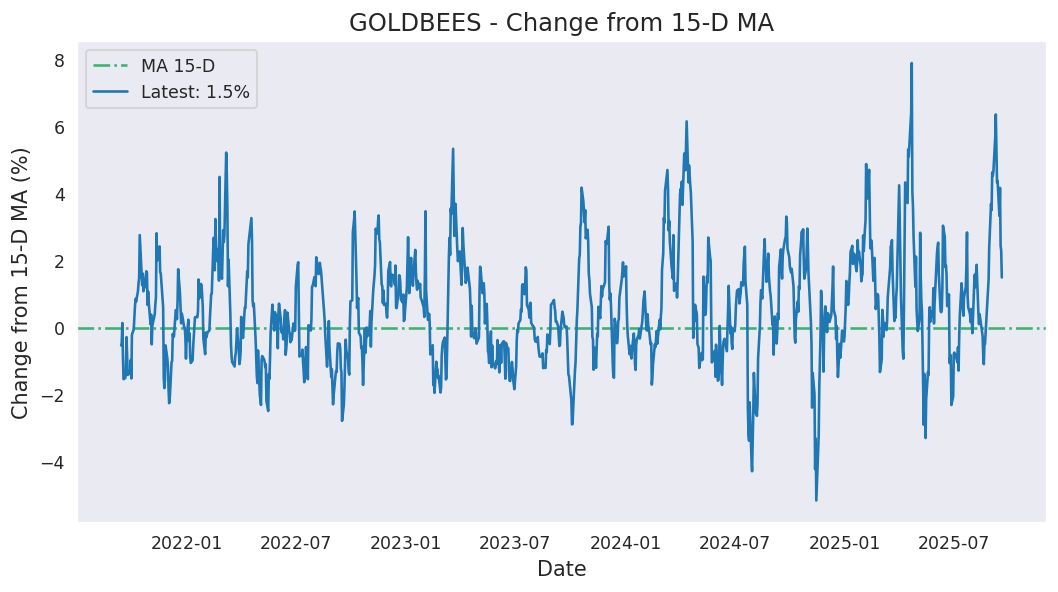 GOLDBEES - Change from 15-D MA
MA 15-D
Latest: 1.5%
Change from 15-D MA (%)
8
6
4
2
0
−2
−4
2022-01 2022-07 2023-01 2023-07 2024-01 2024-07 2025-01 2025-07
Date